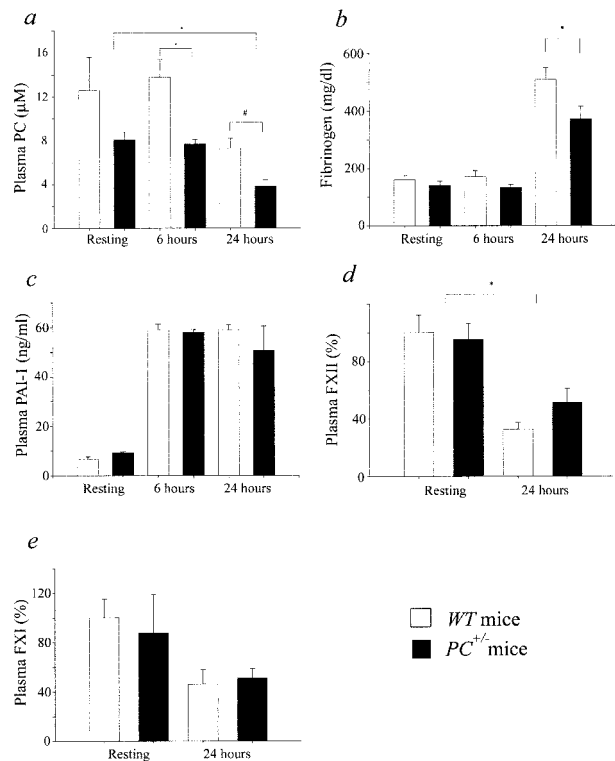 a
Plasma PC (μM)
16
12
8
4
0
*
*
#
Resting
6 hours
24 hours
b
Fibrinogen (mg/dl)
600
400
200
0
*
Resting
6 hours
24 hours
c
Plasma PAI-1 (ng/ml)
60
40
20
0
Resting
6 hours
24 hours
d
Plasma FXII (%)
120
80
40
0
*
Resting
24 hours
e
Plasma FXI (%)
120
80
40
0
Resting
24 hours
WT mice
PC+/- mice